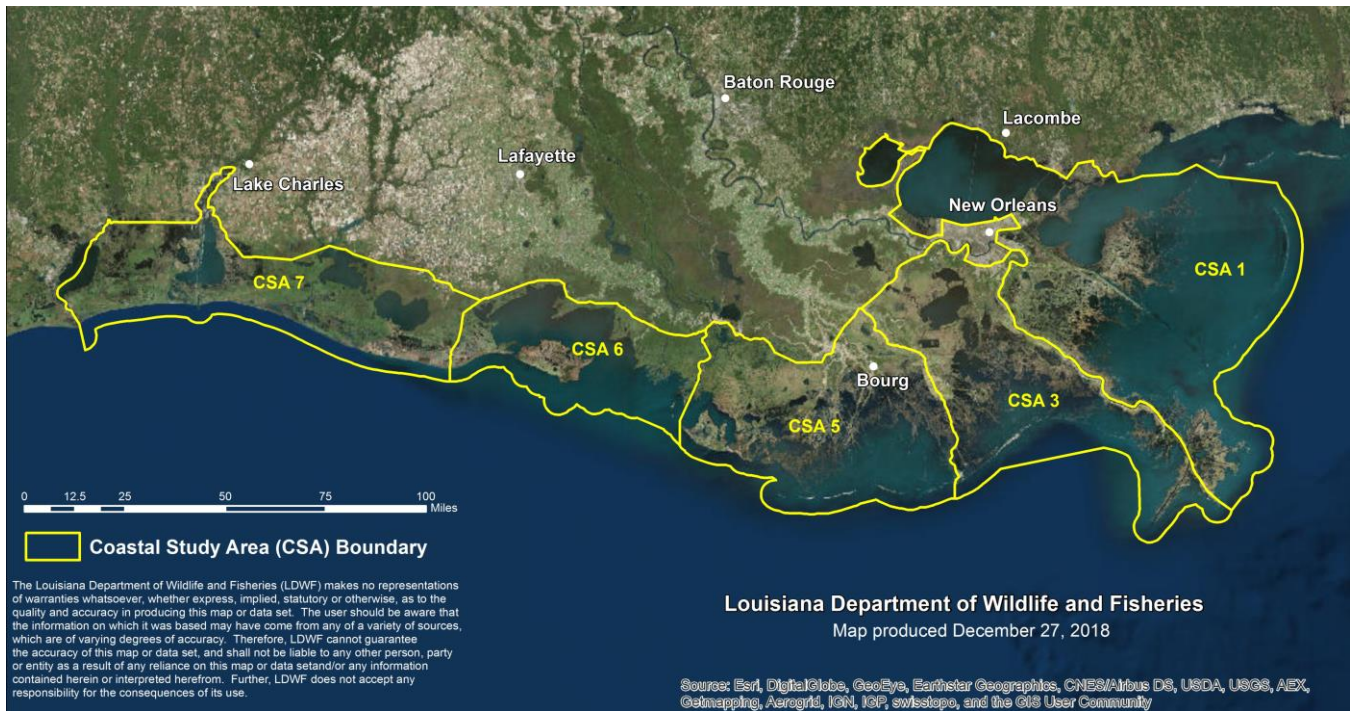 Baton Rouge
Lacombe
Lafayette
Lake Charles
New Orleans
CSA 1
CSA 7
CSA 6
Bourg
CSA 3
CSA 5
0 12.5 25 50 75 100
Miles
Coastal Study Area (CSA) Boundary
The Louisiana Department of Wildlife and Fisheries (LDWF) makes no representations
of warranties whatsoever, whether express, implied, statutory or otherwise, as to the
quality and accuracy in producing this map or data set. The user should be aware that
the information on which it was based may have come from any of a variety of sources,
which are of varying degrees of accuracy. Therefore, LDWF cannot guarantee
the accuracy of this map or data set, and shall not be liable to any other person, party
or entity as a result of any reliance on this map or data setand/or any information
contained herein or interpreted herefrom. Further, LDWF does not accept any
responsibility for the consequences of its use.
Louisiana Department of Wildlife and Fisheries
Map produced December 27, 2018
Source: Esri, DigitalGlobe, GeoEye, Earthstar Geographics, CNES/Airbus DS, USDA, USGS, AEX,
Getmapping, Aerogrid, IGN, IGP, swisstopo, and the GIS User Community